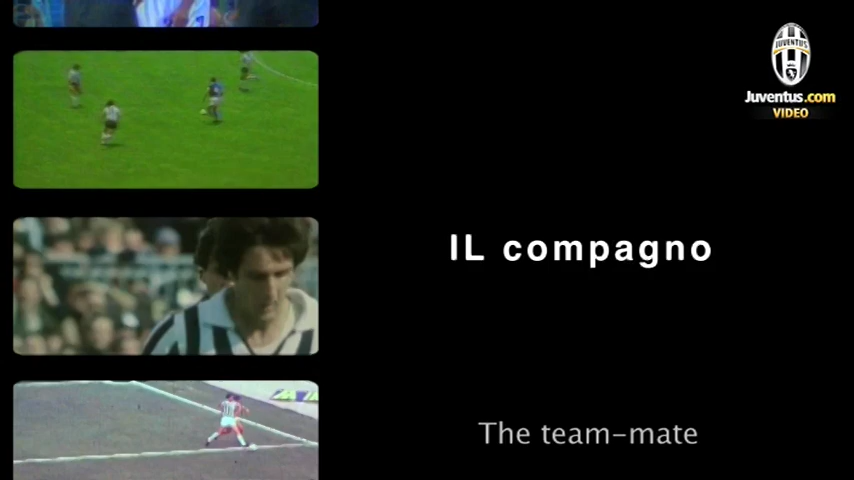 JUVENTUS
Juventus.com
VIDEO
IL compagno
The team-mate